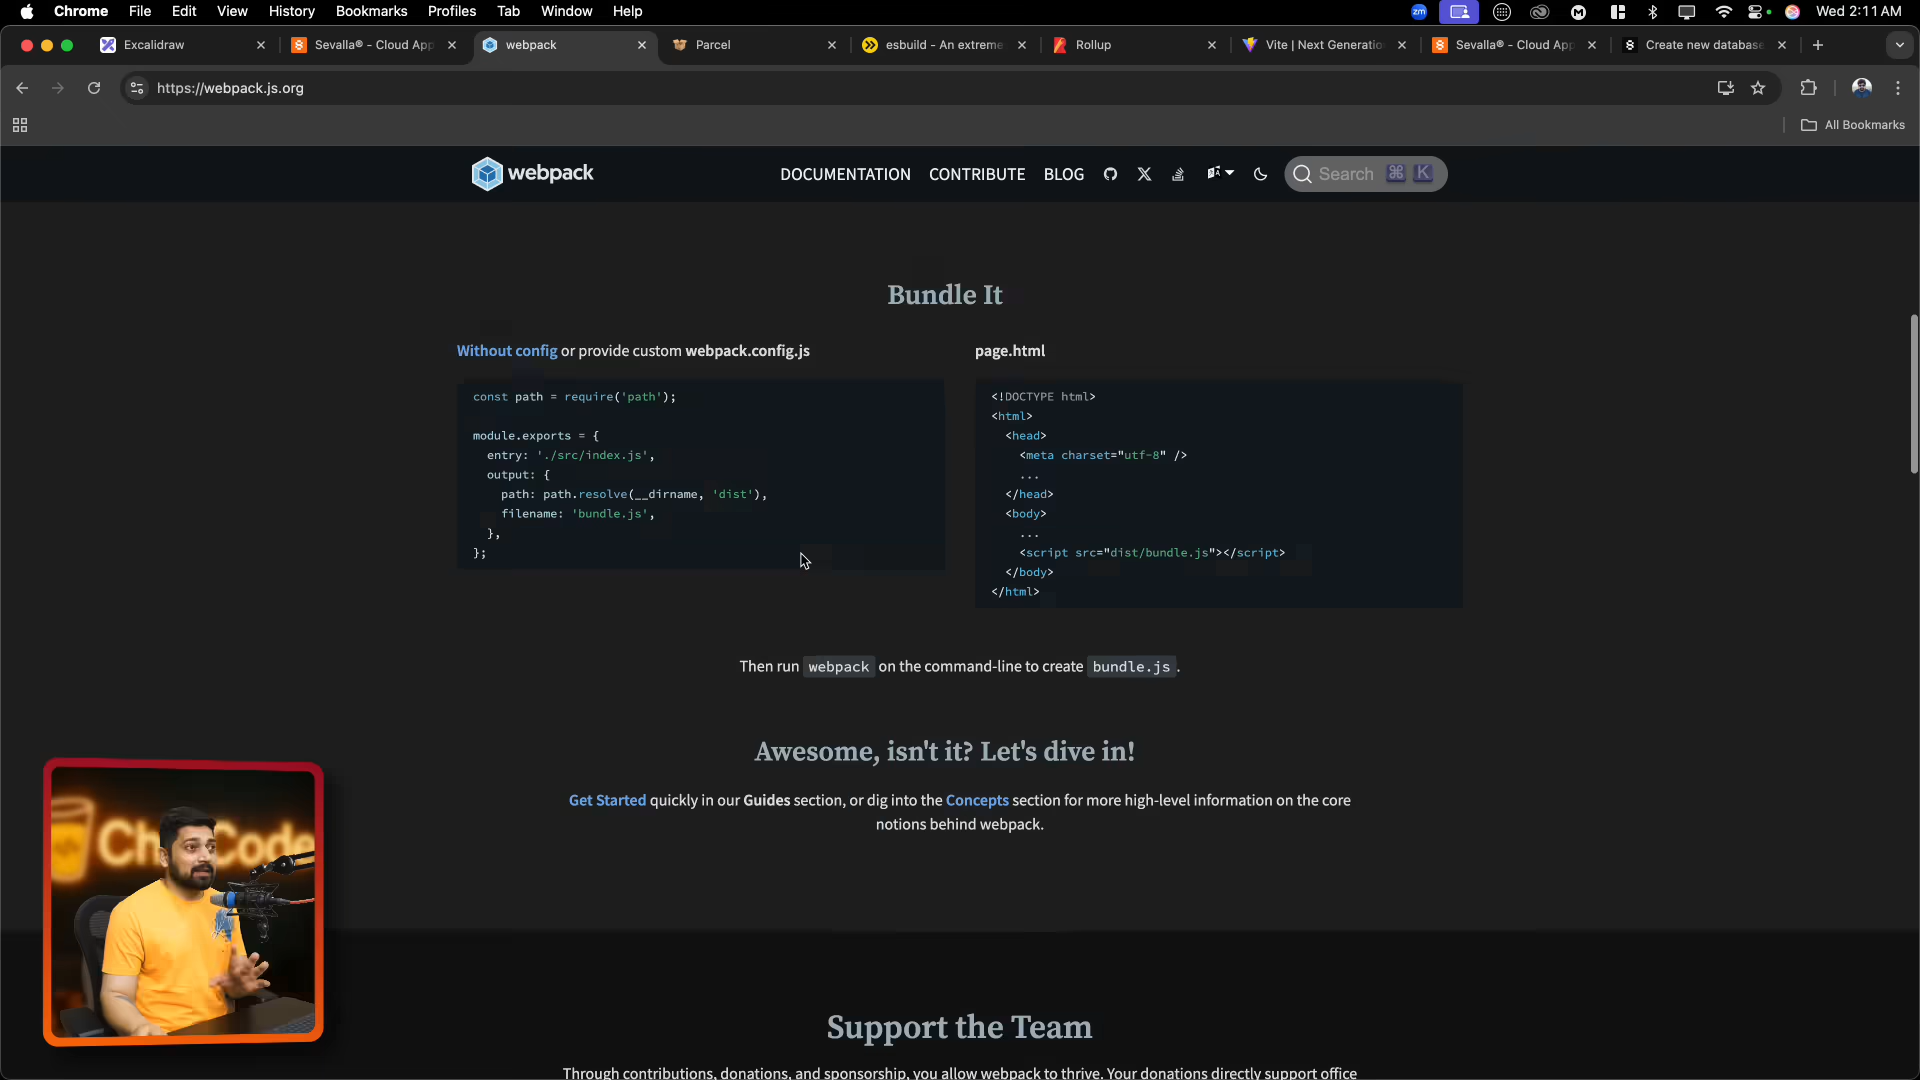 Chrome File Edit View History Bookmarks Profiles Tab Window Help
zm
Wed 2:11 AM
Excalidraw
Sevalla® - Cloud App
webpack
Parcel
esbuild - An extreme
Rollup
Vite | Next Generatio
Sevalla® - Cloud App
Create new database
https://webpack.js.org
All Bookmarks
webpack
DOCUMENTATION CONTRIBUTE BLOG
Search ⌘ K
Bundle It
Without config or provide custom webpack.config.js
const path = require('path');
module.exports = {
entry: './src/index.js',
output: {
path: path.resolve(__dirname, 'dist'),
filename: 'bundle.js',
},
};
page.html
<!DOCTYPE html>
<html>
<head>
<meta charset="utf-8" />
...
</head>
<body>
...
<script src="dist/bundle.js"></script>
</body>
</html>
Then run webpack on the command-line to create bundle.js.
Awesome, isn't it? Let's dive in!
Get Started quickly in our Guides section, or dig into the Concepts section for more high-level information on the core
notions behind webpack.
Support the Team
Through contributions, donations, and sponsorship, you allow webpack to thrive. Your donations directly support office